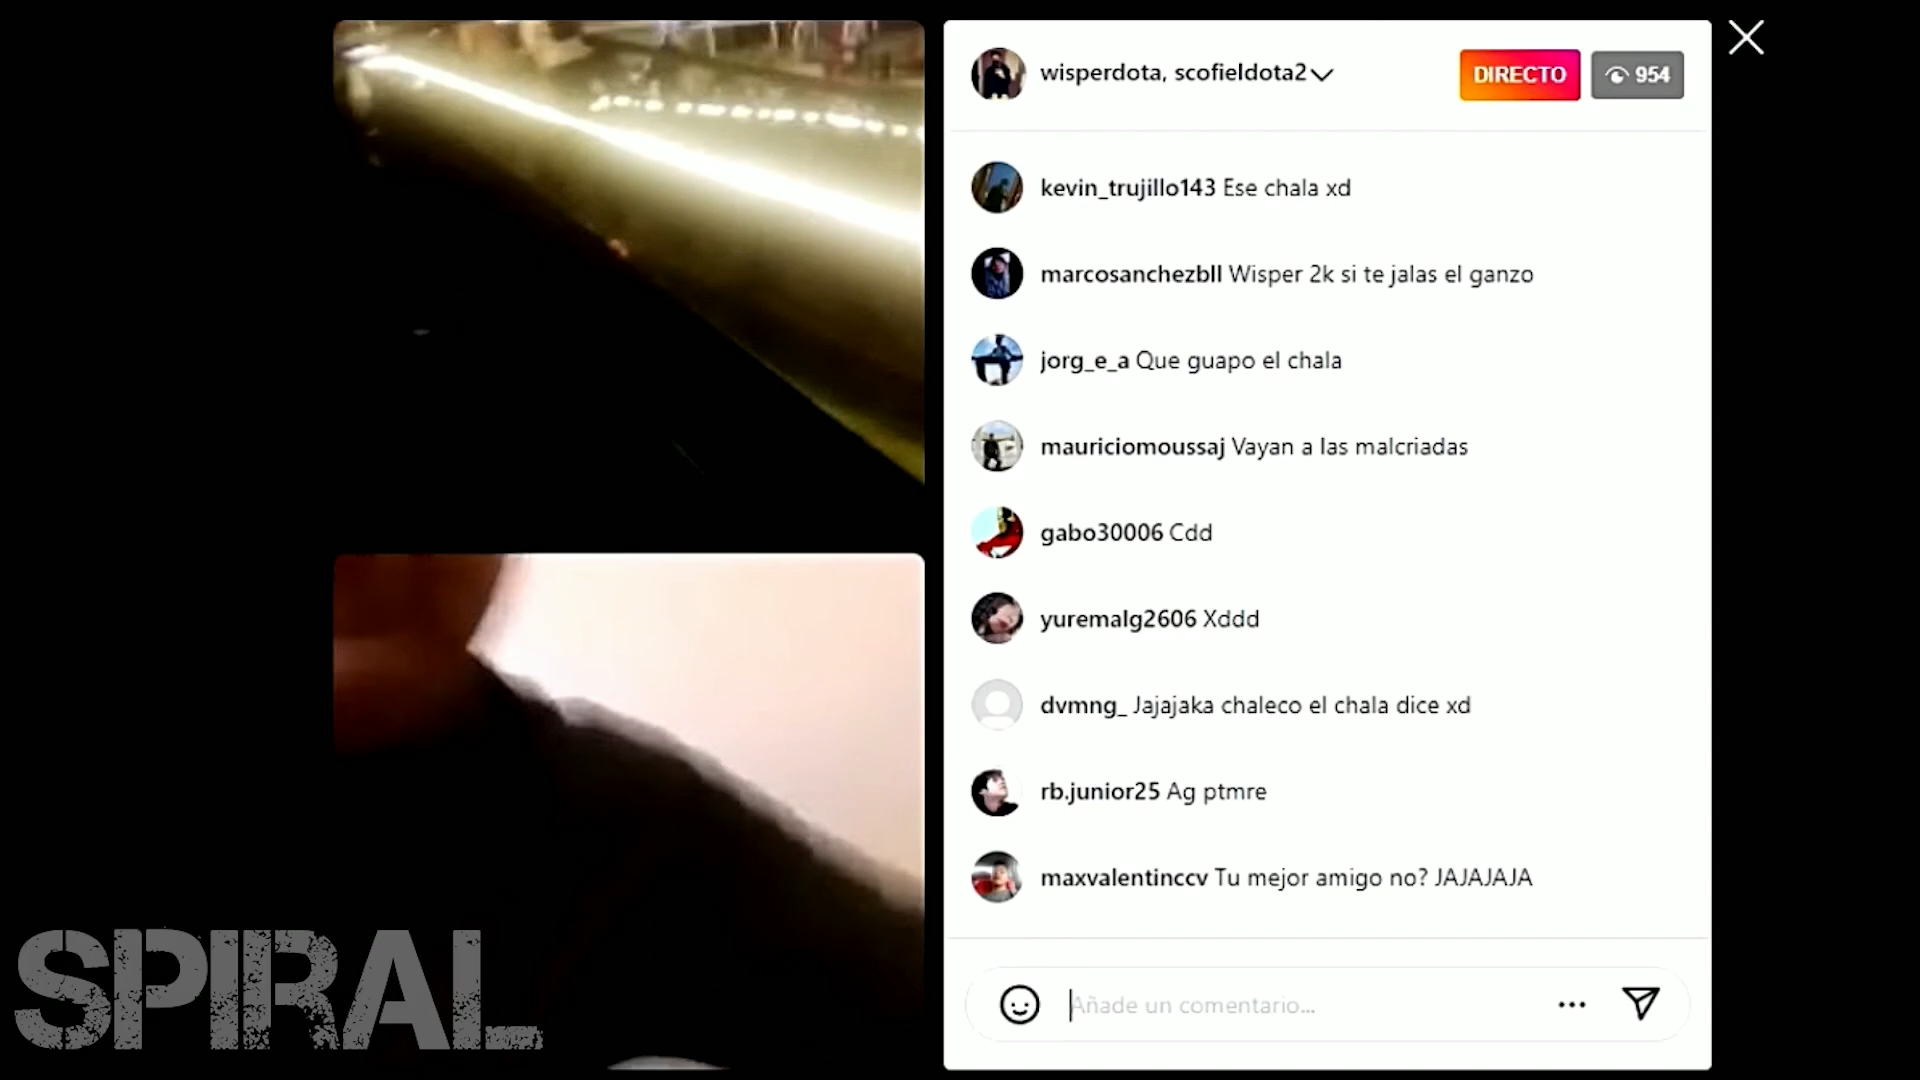 wisperdota, scofieldota2
DIRECTO
954
kevin_trujillo143 Ese chala xd
marcosanchezbll Wisper 2k si te jalas el ganzo
jorg_e_a Que guapo el chala
mauriciomoussaj Vayan a las malcriadas
gabo30006 Cdd
yuremalg2606 Xddd
dvmng_ Jajajaka chaleco el chala dice xd
rb.junior25 Ag ptmre
maxvalentinccv Tu mejor amigo no? JAJAJAJA
Añade un comentario...
SPIRAL